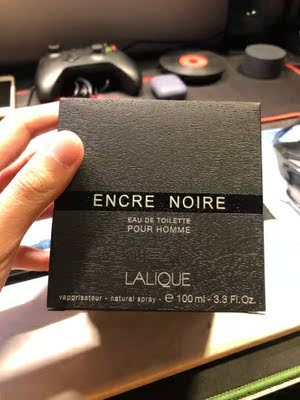 ENCRE NOIRE
EAU DE TOILETTE
POUR HOMME
LALIQUE
vaporisateur - natural spray - ℮ 100 ml - 3.3 Fl.Oz.